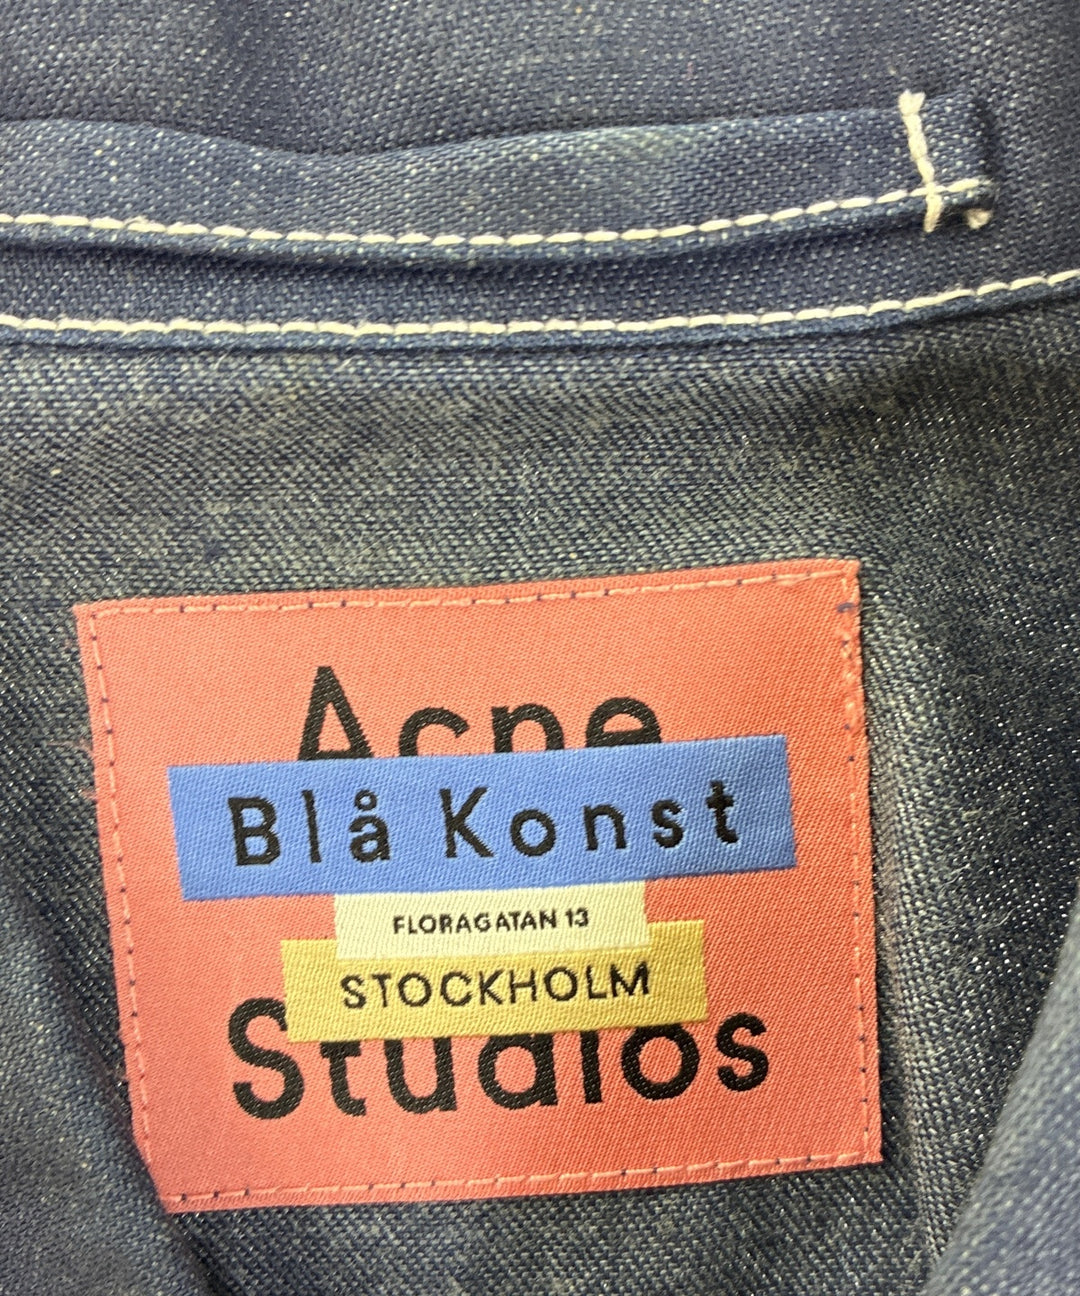 Acne
Blå Konst
FLORAGATAN 13
STOCKHOLM
Studios